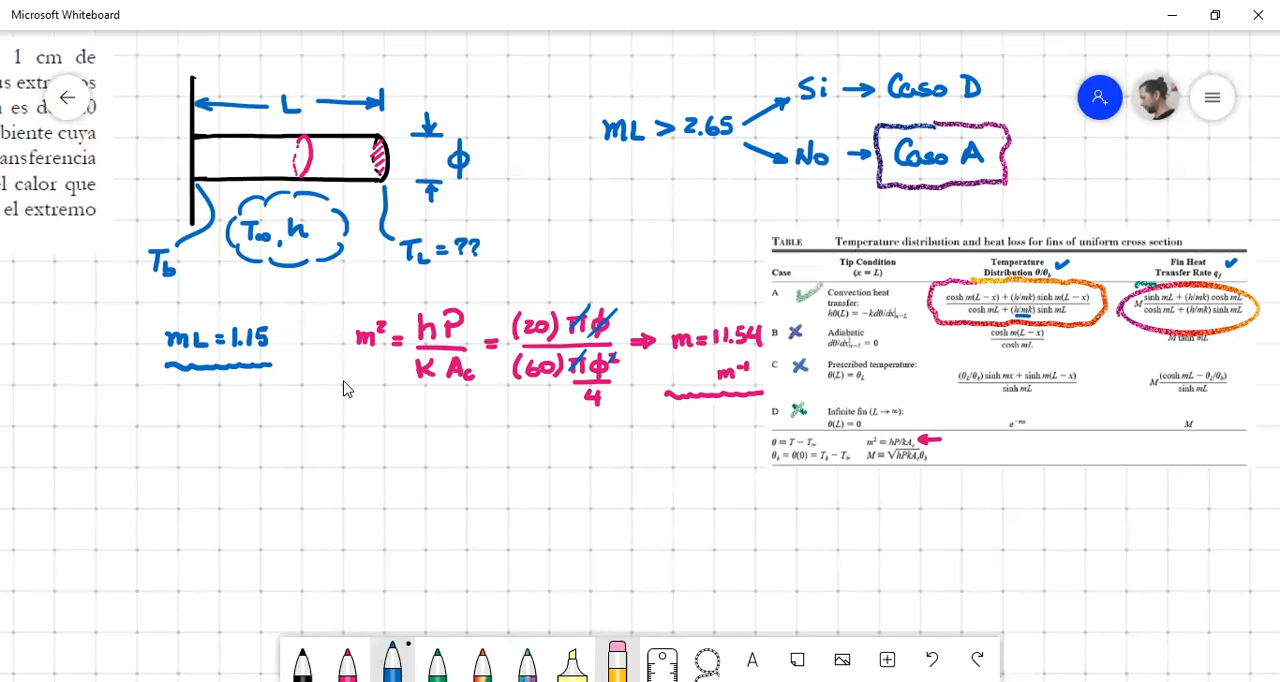 Microsoft Whiteboard
1 cm de
us extremos
a es de
biente cuya
ransferencia
el calor que
el extremo
L
ϕ
T∞, h
Tb
TL = ??
mL > 2.65
Si → Caso D
No → Caso A
mL = 1.15
m² = hP / kAc = (20) πϕ / (60) πϕ²/4 ⇒ m = 11.54 m⁻¹
TABLE Temperature distribution and heat loss for fins of uniform cross section
Case Tip Condition (x = L) Temperature Distribution θ/θb Fin Heat Transfer Rate qf
A Convection heat transfer: hθ(L) = −kdθ/dx|x=L
cosh m(L − x) + (h/mk) sinh m(L − x) / cosh mL + (h/mk) sinh mL
M sinh mL + (h/mk) cosh mL / cosh mL + (h/mk) sinh mL
B Adiabatic dθ/dx|x=L = 0
cosh m(L − x) / cosh mL
M tanh mL
C Prescribed temperature: θ(L) = θL
(θL/θb) sinh mx + sinh m(L − x) / sinh mL
M (cosh mL − θL/θb) / sinh mL
D Infinite fin (L → ∞): θ(L) = 0
e⁻ᵐˣ
M
θ ≡ T − T∞ m² ≡ hP/kAc
θb = θ(0) = Tb − T∞ M ≡ √hPkAcθb
A